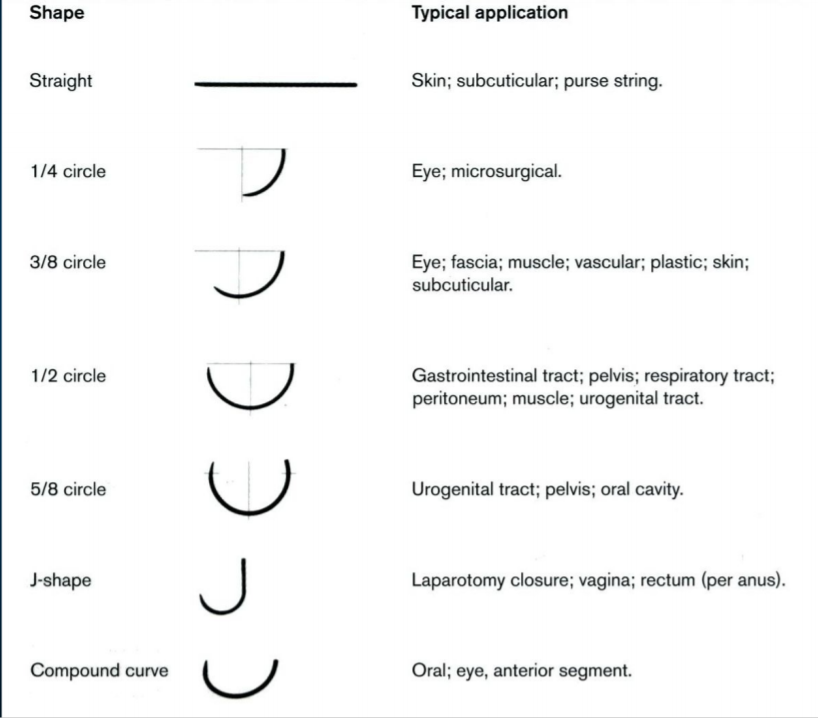 Shape Typical application
Straight Skin; subcuticular; purse string.
1/4 circle Eye; microsurgical.
3/8 circle Eye; fascia; muscle; vascular; plastic; skin;
subcuticular.
1/2 circle Gastrointestinal tract; pelvis; respiratory tract;
peritoneum; muscle; urogenital tract.
5/8 circle Urogenital tract; pelvis; oral cavity.
J-shape Laparotomy closure; vagina; rectum (per anus).
Compound curve Oral; eye, anterior segment.